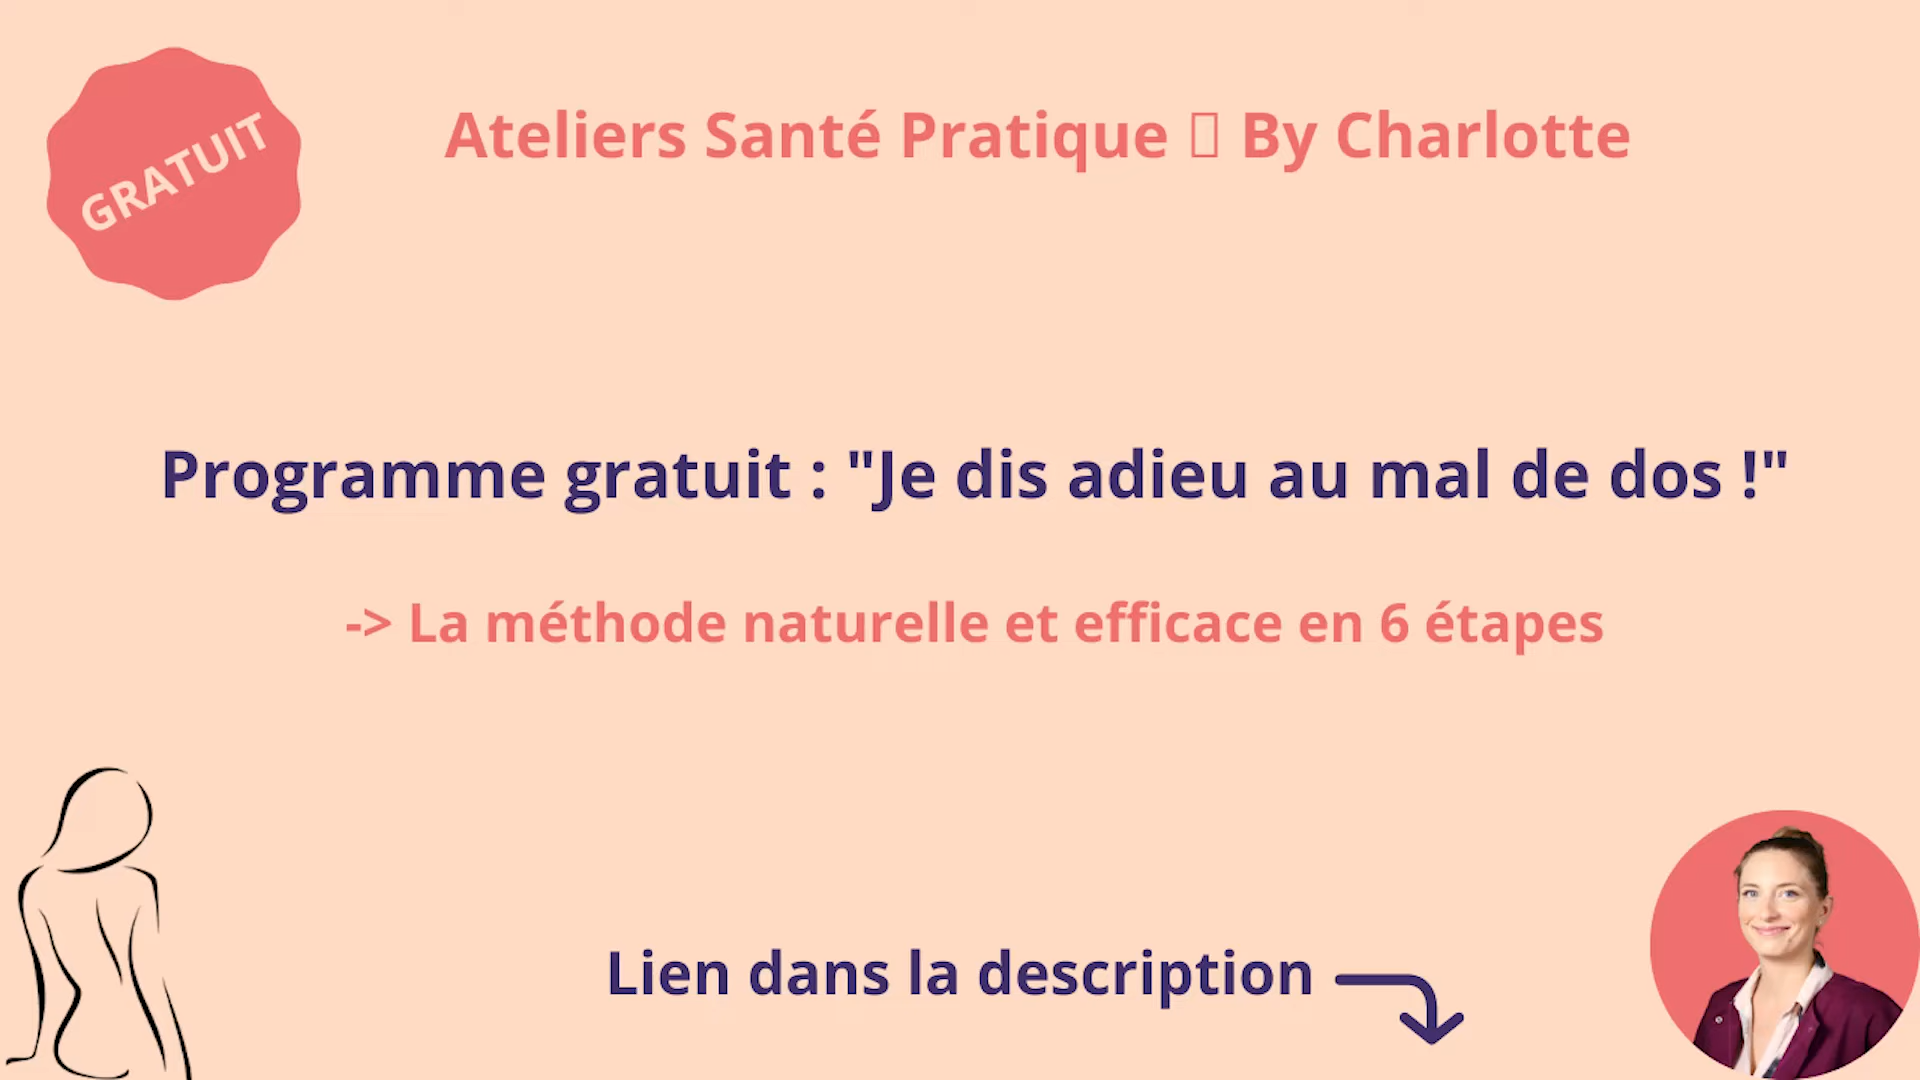 GRATUIT
Ateliers Santé Pratique ▯ By Charlotte
Programme gratuit : "Je dis adieu au mal de dos !"
-> La méthode naturelle et efficace en 6 étapes
Lien dans la description